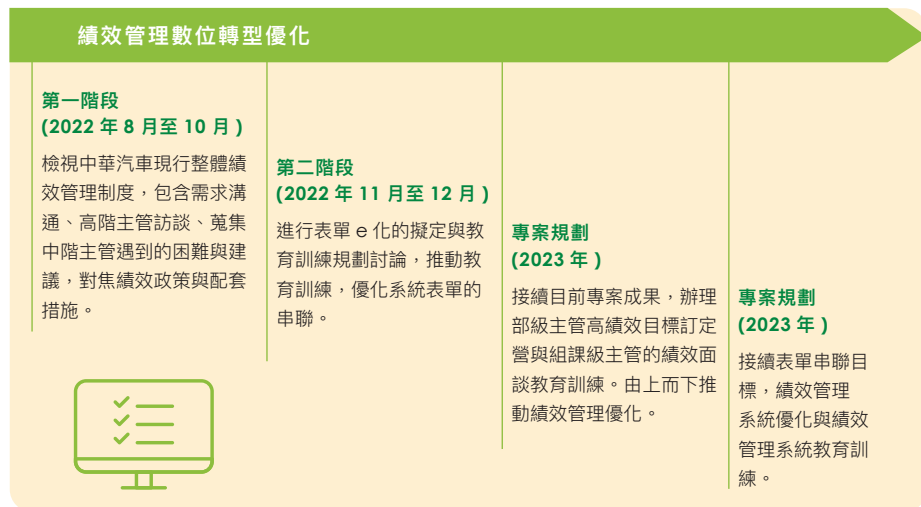 績效管理數位轉型優化
第一階段
(2022 年 8 月至 10 月 )
檢視中華汽車現行整體績
效管理制度，包含需求溝
通、高階主管訪談、蒐集
中階主管遇到的困難與建
議，對焦績效政策與配套
措施。
第二階段
(2022 年 11 月至 12 月 )
進行表單 e 化的擬定與教
育訓練規劃討論，推動教
育訓練，優化系統表單的
串聯。
專案規劃
(2023 年 )
接續目前專案成果，辦理
部級主管高績效目標訂定
營與組課級主管的績效面
談教育訓練。由上而下推
動績效管理優化。
專案規劃
(2023 年 )
接續表單串聯目
標，績效管理
系統優化與績效
管理系統教育訓
練。